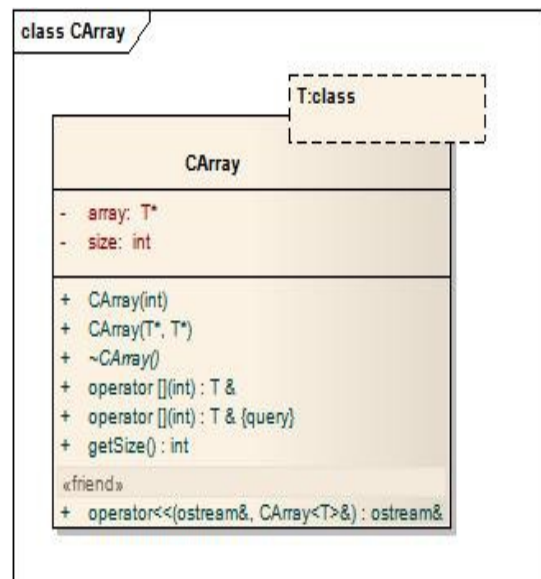 class CArray
T:class
CArray
- array: T*
- size: int
+ CArray(int)
+ CArray(T*, T*)
+ ~CArray()
+ operator [](int) : T &
+ operator [](int) : T & {query}
+ getSize() : int
«friend»
+ operator<<(ostream&, CArray<T>&) : ostream&